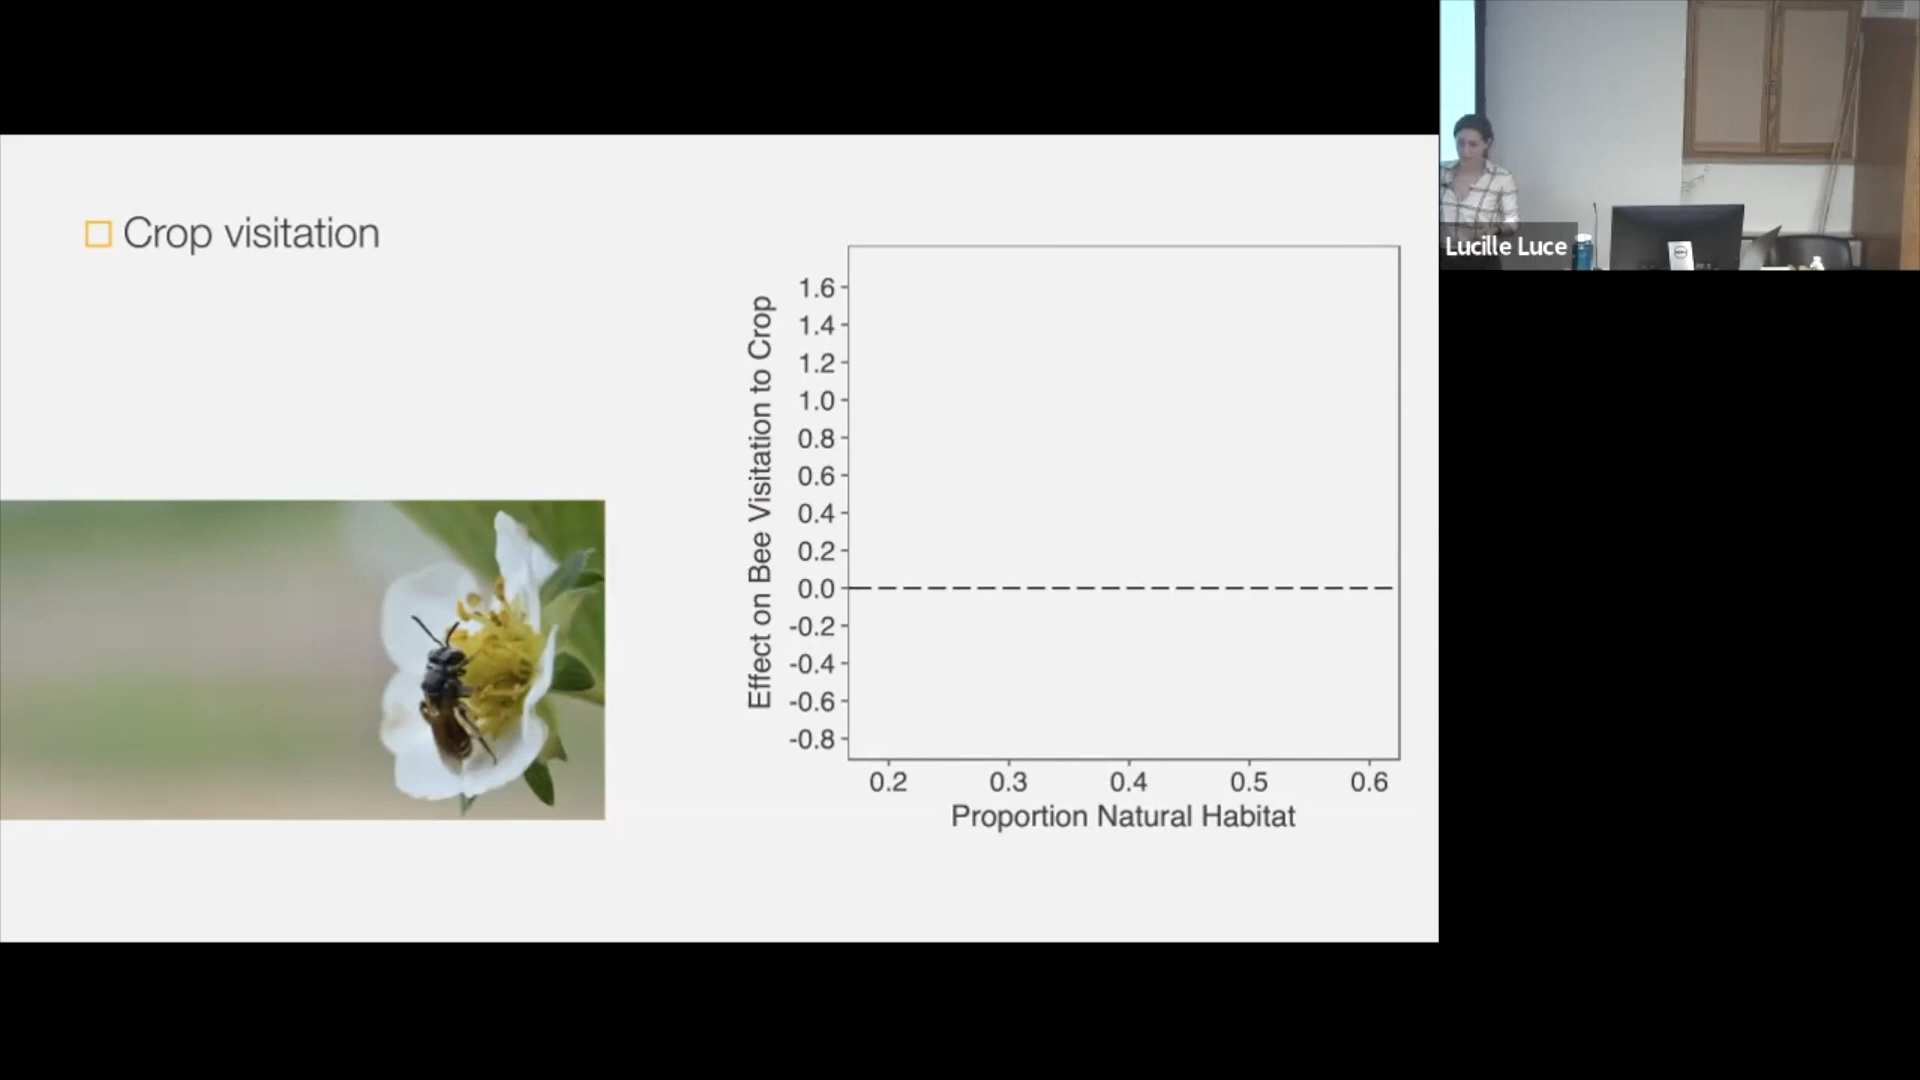 Crop visitation
Effect on Bee Visitation to Crop
1.6
1.4
1.2
1.0
0.8
0.6
0.4
0.2
0.0
-0.2
-0.4
-0.6
-0.8
0.2 0.3 0.4 0.5 0.6
Proportion Natural Habitat
Lucille Luce